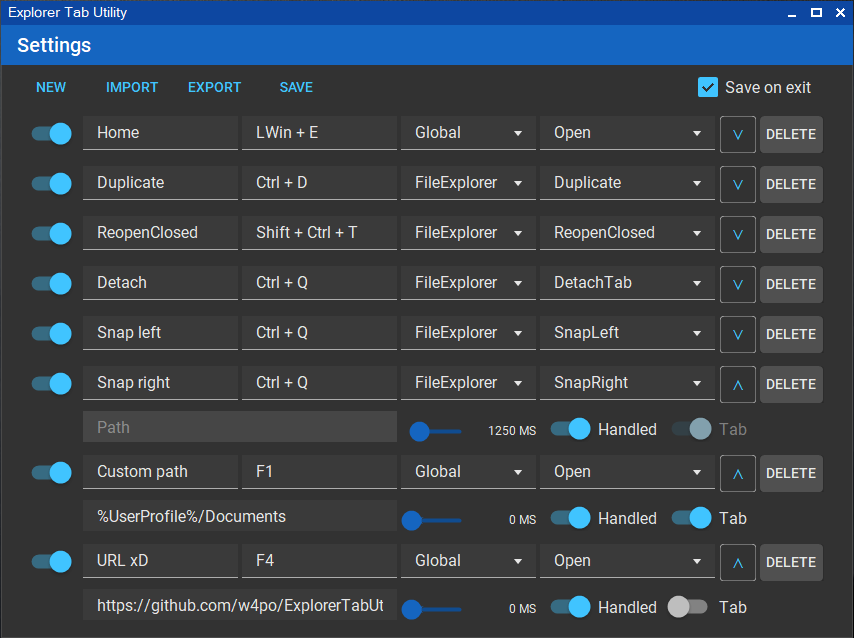 Explorer Tab Utility
Settings
NEW IMPORT EXPORT SAVE Save on exit
Home LWin + E Global Open DELETE
Duplicate Ctrl + D FileExplorer Duplicate DELETE
ReopenClosed Shift + Ctrl + T FileExplorer ReopenClosed DELETE
Detach Ctrl + Q FileExplorer DetachTab DELETE
Snap left Ctrl + Q FileExplorer SnapLeft DELETE
Snap right Ctrl + Q FileExplorer SnapRight DELETE
Path 1250 MS Handled Tab
Custom path F1 Global Open DELETE
%UserProfile%/Documents 0 MS Handled Tab
URL xD F4 Global Open DELETE
https://github.com/w4po/ExplorerTabUt 0 MS Handled Tab